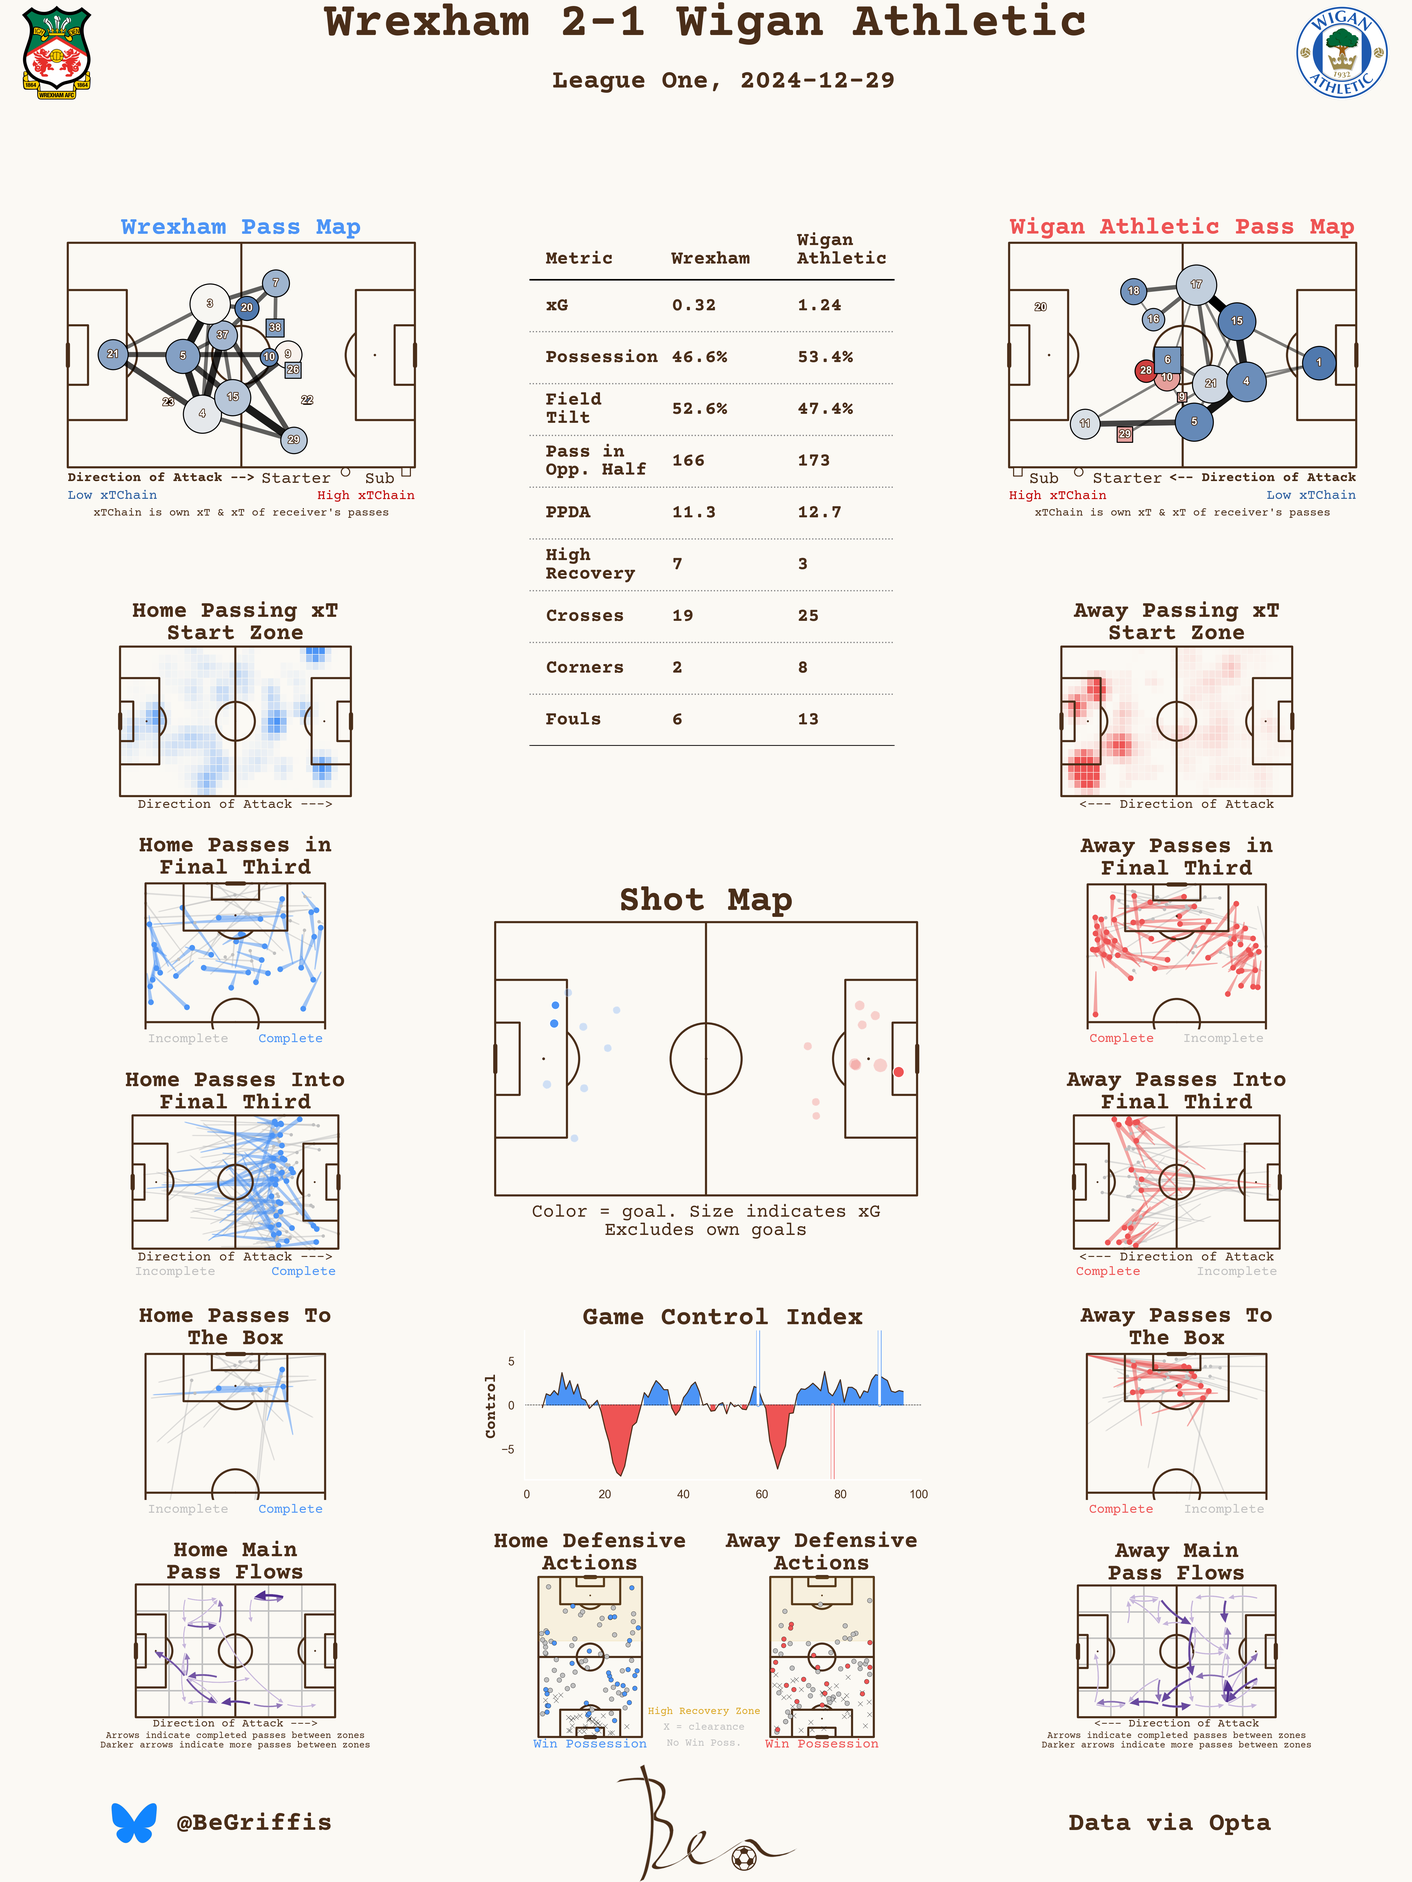 Wrexham 2-1 Wigan Athletic
League One, 2024-12-29
1864 1864
WREXHAM AFC
WIGAN
1932
ATHLETIC
Wrexham Pass Map
3
7
20
37
38
21
5
10
9
26
23
4
15
22
29
Direction of Attack --> Starter Sub
Low xTChain High xTChain
xTChain is own xT & xT of receiver's passes
Metric Wrexham Wigan Athletic
xG 0.32 1.24
Possession 46.6% 53.4%
Field Tilt 52.6% 47.4%
Pass in Opp. Half 166 173
PPDA 11.3 12.7
High Recovery 7 3
Crosses 19 25
Corners 2 8
Fouls 6 13
Wigan Athletic Pass Map
18
17
20
16
15
6
1
28
10
21
4
9
11
29
5
Sub Starter <-- Direction of Attack
High xTChain Low xTChain
xTChain is own xT & xT of receiver's passes
Home Passing xT
Start Zone
Direction of Attack --->
Away Passing xT
Start Zone
<--- Direction of Attack
Home Passes in
Final Third
Incomplete Complete
Away Passes in
Final Third
Complete Incomplete
Shot Map
Color = goal. Size indicates xG
Excludes own goals
Home Passes Into
Final Third
Direction of Attack --->
Incomplete Complete
Away Passes Into
Final Third
<--- Direction of Attack
Complete Incomplete
Home Passes To
The Box
Incomplete Complete
Game Control Index
Control
5
0
−5
0 20 40 60 80 100
Away Passes To
The Box
Complete Incomplete
Home Main
Pass Flows
Direction of Attack --->
Arrows indicate completed passes between zones
Darker arrows indicate more passes between zones
Home Defensive
Actions
Win Possession
High Recovery Zone
X = clearance
No Win Poss.
Away Defensive
Actions
Win Possession
Away Main
Pass Flows
<--- Direction of Attack
Arrows indicate completed passes between zones
Darker arrows indicate more passes between zones
@BeGriffis
Ben
Data via Opta